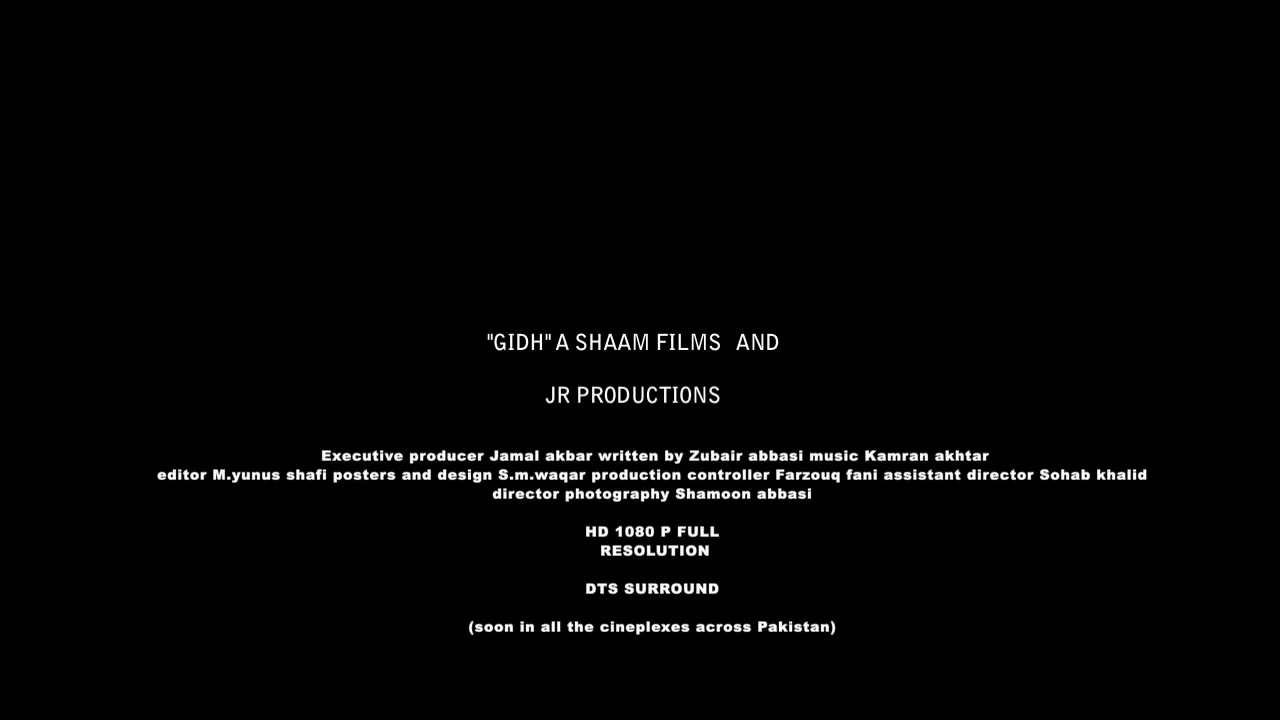 "GIDH" A SHAAM FILMS AND
JR PRODUCTIONS
Executive producer Jamal akbar written by Zubair abbasi music Kamran akhtar
editor M.yunus shafi posters and design S.m.waqar production controller Farzouq fani assistant director Sohab khalid
director photography Shamoon abbasi
HD 1080 P FULL
RESOLUTION
DTS SURROUND
(soon in all the cineplexes across Pakistan)